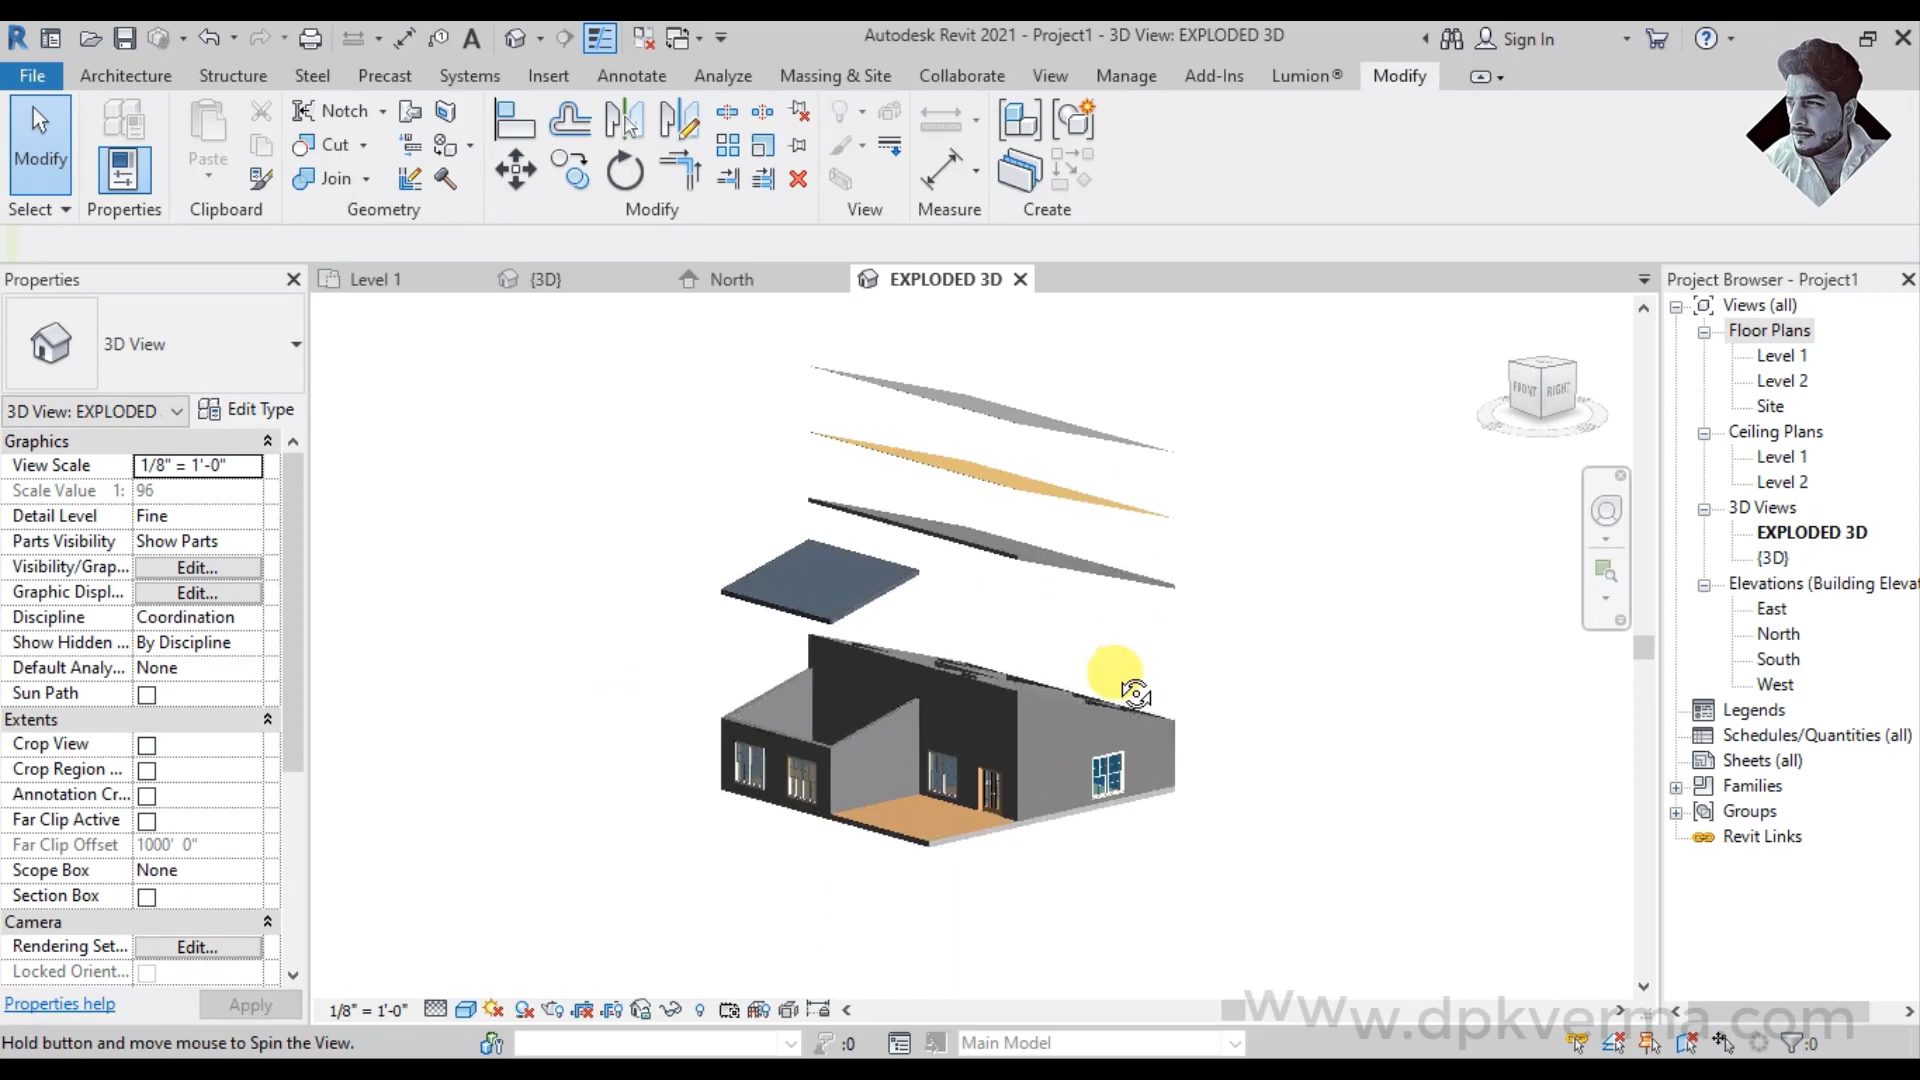 Autodesk Revit 2021 - Project1 - 3D View: EXPLODED 3D
Sign In
File Architecture Structure Steel Precast Systems Insert Annotate Analyze Massing & Site Collaborate View Manage Add-Ins Lumion® Modify
Modify
Paste
Notch
Cut
Join
Select Properties Clipboard Geometry Modify View Measure Create
Properties
Level 1 {3D} North EXPLODED 3D
Project Browser - Project1
3D View
3D View: EXPLODED Edit Type
Graphics
View Scale 1/8" = 1'-0"
Scale Value 1: 96
Detail Level Fine
Parts Visibility Show Parts
Visibility/Grap... Edit...
Graphic Displ... Edit...
Discipline Coordination
Show Hidden ... By Discipline
Default Analy... None
Sun Path
Extents
Crop View
Crop Region ...
Annotation Cr...
Far Clip Active
Far Clip Offset 1000' 0"
Scope Box None
Section Box
Camera
Rendering Set... Edit...
Locked Orient...
Properties help Apply
FRONT RIGHT
Views (all)
Floor Plans
Level 1
Level 2
Site
Ceiling Plans
Level 1
Level 2
3D Views
EXPLODED 3D
{3D}
Elevations (Building Eleva
East
North
South
West
Legends
Schedules/Quantities (all)
Sheets (all)
Families
Groups
Revit Links
1/8" = 1'-0"
www.dpkverma.com
Hold button and move mouse to Spin the View.
:0
Main Model
:0